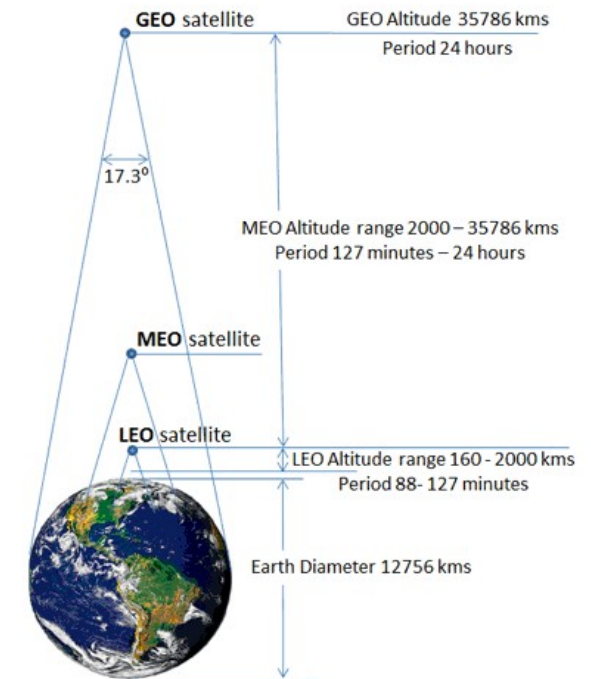 GEO satellite
GEO Altitude 35786 kms
Period 24 hours
17.3⁰
MEO Altitude range 2000 – 35786 kms
Period 127 minutes – 24 hours
MEO satellite
LEO satellite
LEO Altitude range 160 - 2000 kms
Period 88- 127 minutes
Earth Diameter 12756 kms